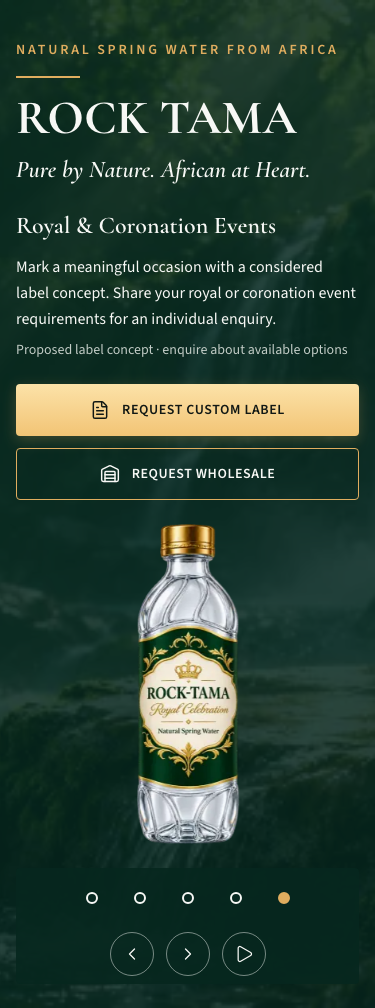 NATURAL SPRING WATER FROM AFRICA
ROCK TAMA
Pure by Nature. African at Heart.
Royal & Coronation Events
Mark a meaningful occasion with a considered
label concept. Share your royal or coronation event
requirements for an individual enquiry.
Proposed label concept · enquire about available options
REQUEST CUSTOM LABEL
REQUEST WHOLESALE
ROCK-TAMA
Royal Celebration
Natural Spring Water